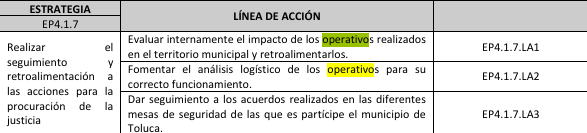 ESTRATEGIA
LÍNEA DE ACCIÓN
EP4.1.7
Realizar el
seguimiento y
retroalimentación a
las acciones para la
procuración de la
justicia
Evaluar internamente el impacto de los operativos realizados
en el territorio municipal y retroalimentarlos.
EP4.1.7.LA1
Fomentar el análisis logístico de los operativos para su
correcto funcionamiento.
EP4.1.7.LA2
Dar seguimiento a los acuerdos realizados en las diferentes
mesas de seguridad de las que es partícipe el municipio de
Toluca.
EP4.1.7.LA3